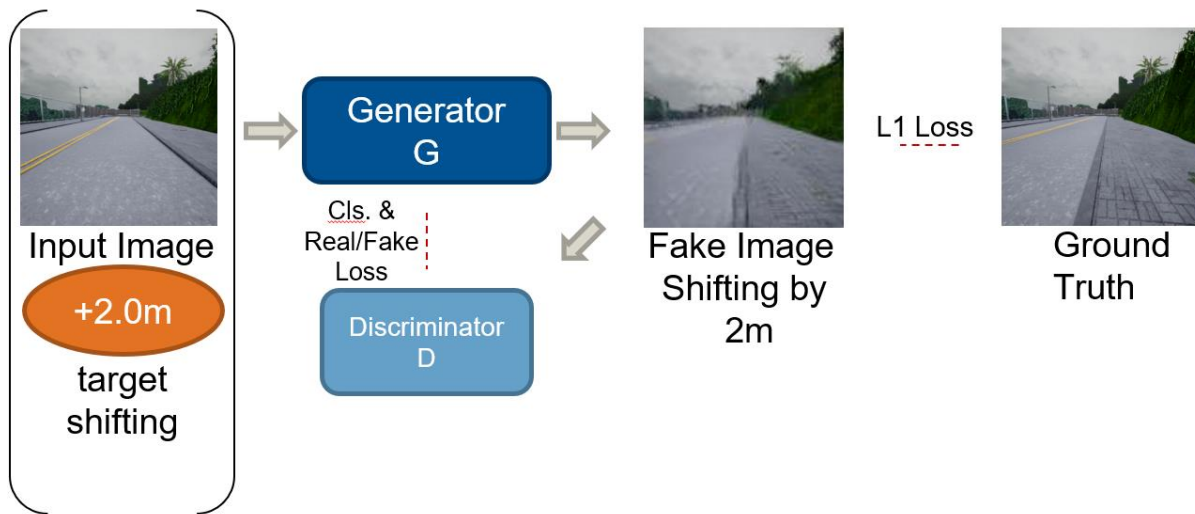 Input Image
+2.0m
target
shifting
Generator
G
Cls. &
Real/Fake
Loss
Discriminator
D
Fake Image
Shifting by
2m
L1 Loss
Ground
Truth